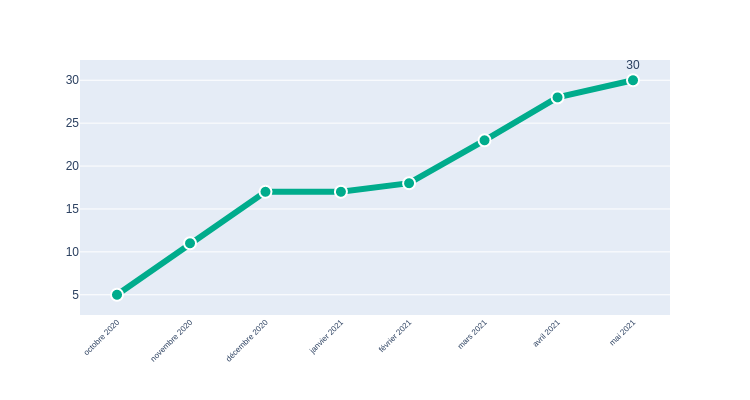 30
30
25
20
15
10
5
octobre 2020
novembre 2020
décembre 2020
janvier 2021
février 2021
mars 2021
avril 2021
mai 2021